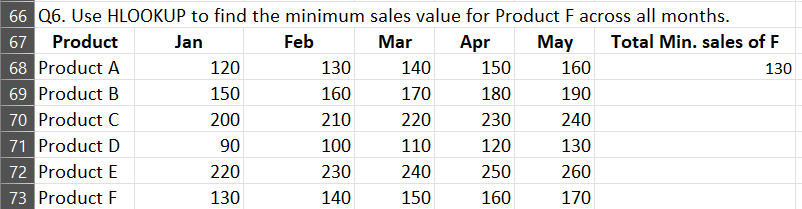 66 Q6. Use HLOOKUP to find the minimum sales value for Product F across all months.
67 Product Jan Feb Mar Apr May Total Min. sales of F
68 Product A 120 130 140 150 160 130
69 Product B 150 160 170 180 190
70 Product C 200 210 220 230 240
71 Product D 90 100 110 120 130
72 Product E 220 230 240 250 260
73 Product F 130 140 150 160 170